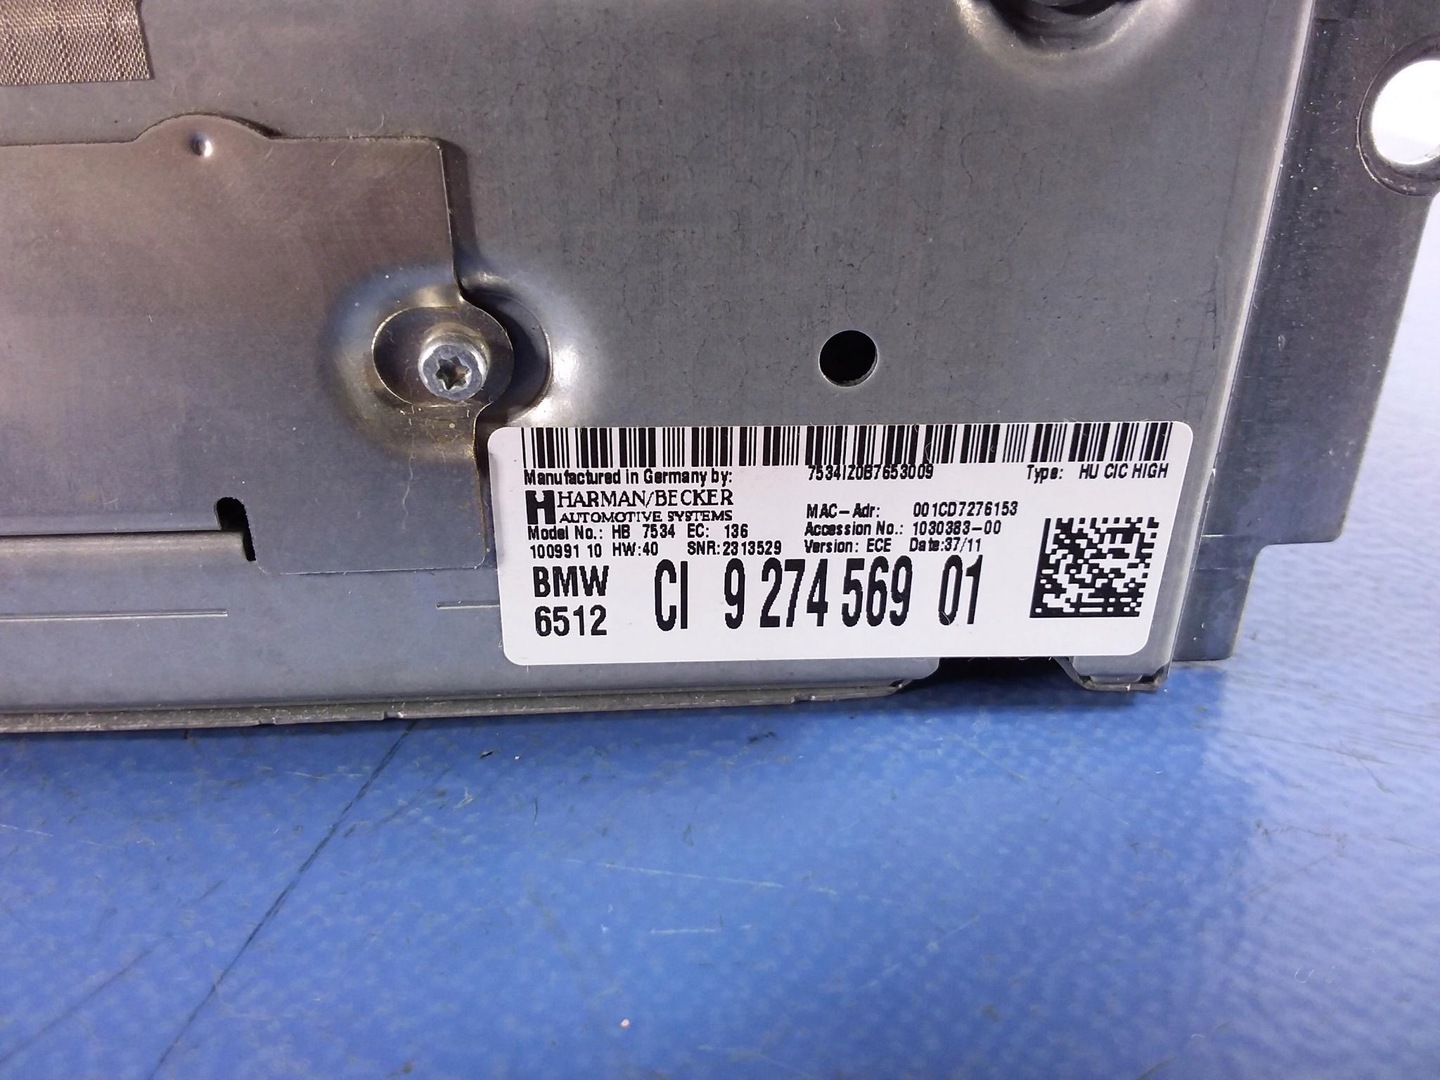 Manufactured in Germany by: 7534IZ0B7653009 Type: HU CIC HIGH
H HARMAN/BECKER
AUTOMOTIVE SYSTEMS
MAC-Adr: 001CD7276153
Model No.: HB 7534 EC: 136 Accession No.: 1030383-00
100991 10 HW:40 SNR:2313529 Version: ECE Date:37/11
BMW CI 9 274 569 01
6512